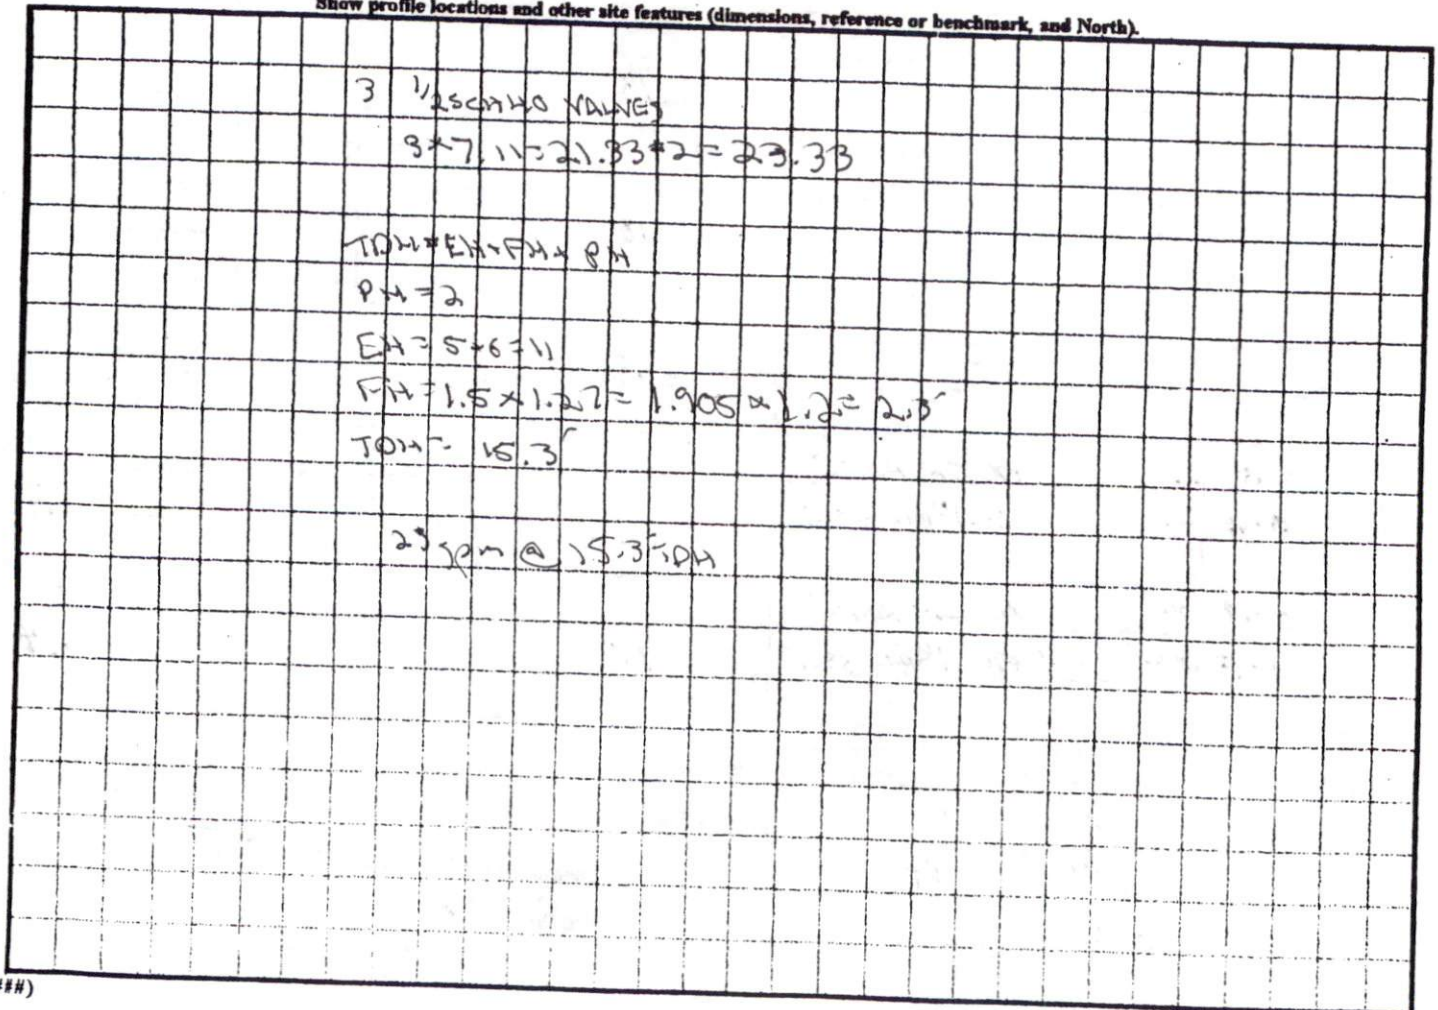 Show profile locations and other site features (dimensions, reference or benchmark, and North).
3 1/2 SCH 40 VALVES
3*7.11=21.33+2=23.33
TDH=EH+FH+PH
PH=2
EH=5+6=11
FH=1.5*1.27=1.905*1.2=2.3'
TDH= 15.3'
23 gpm @ 15.3' TDH
##)